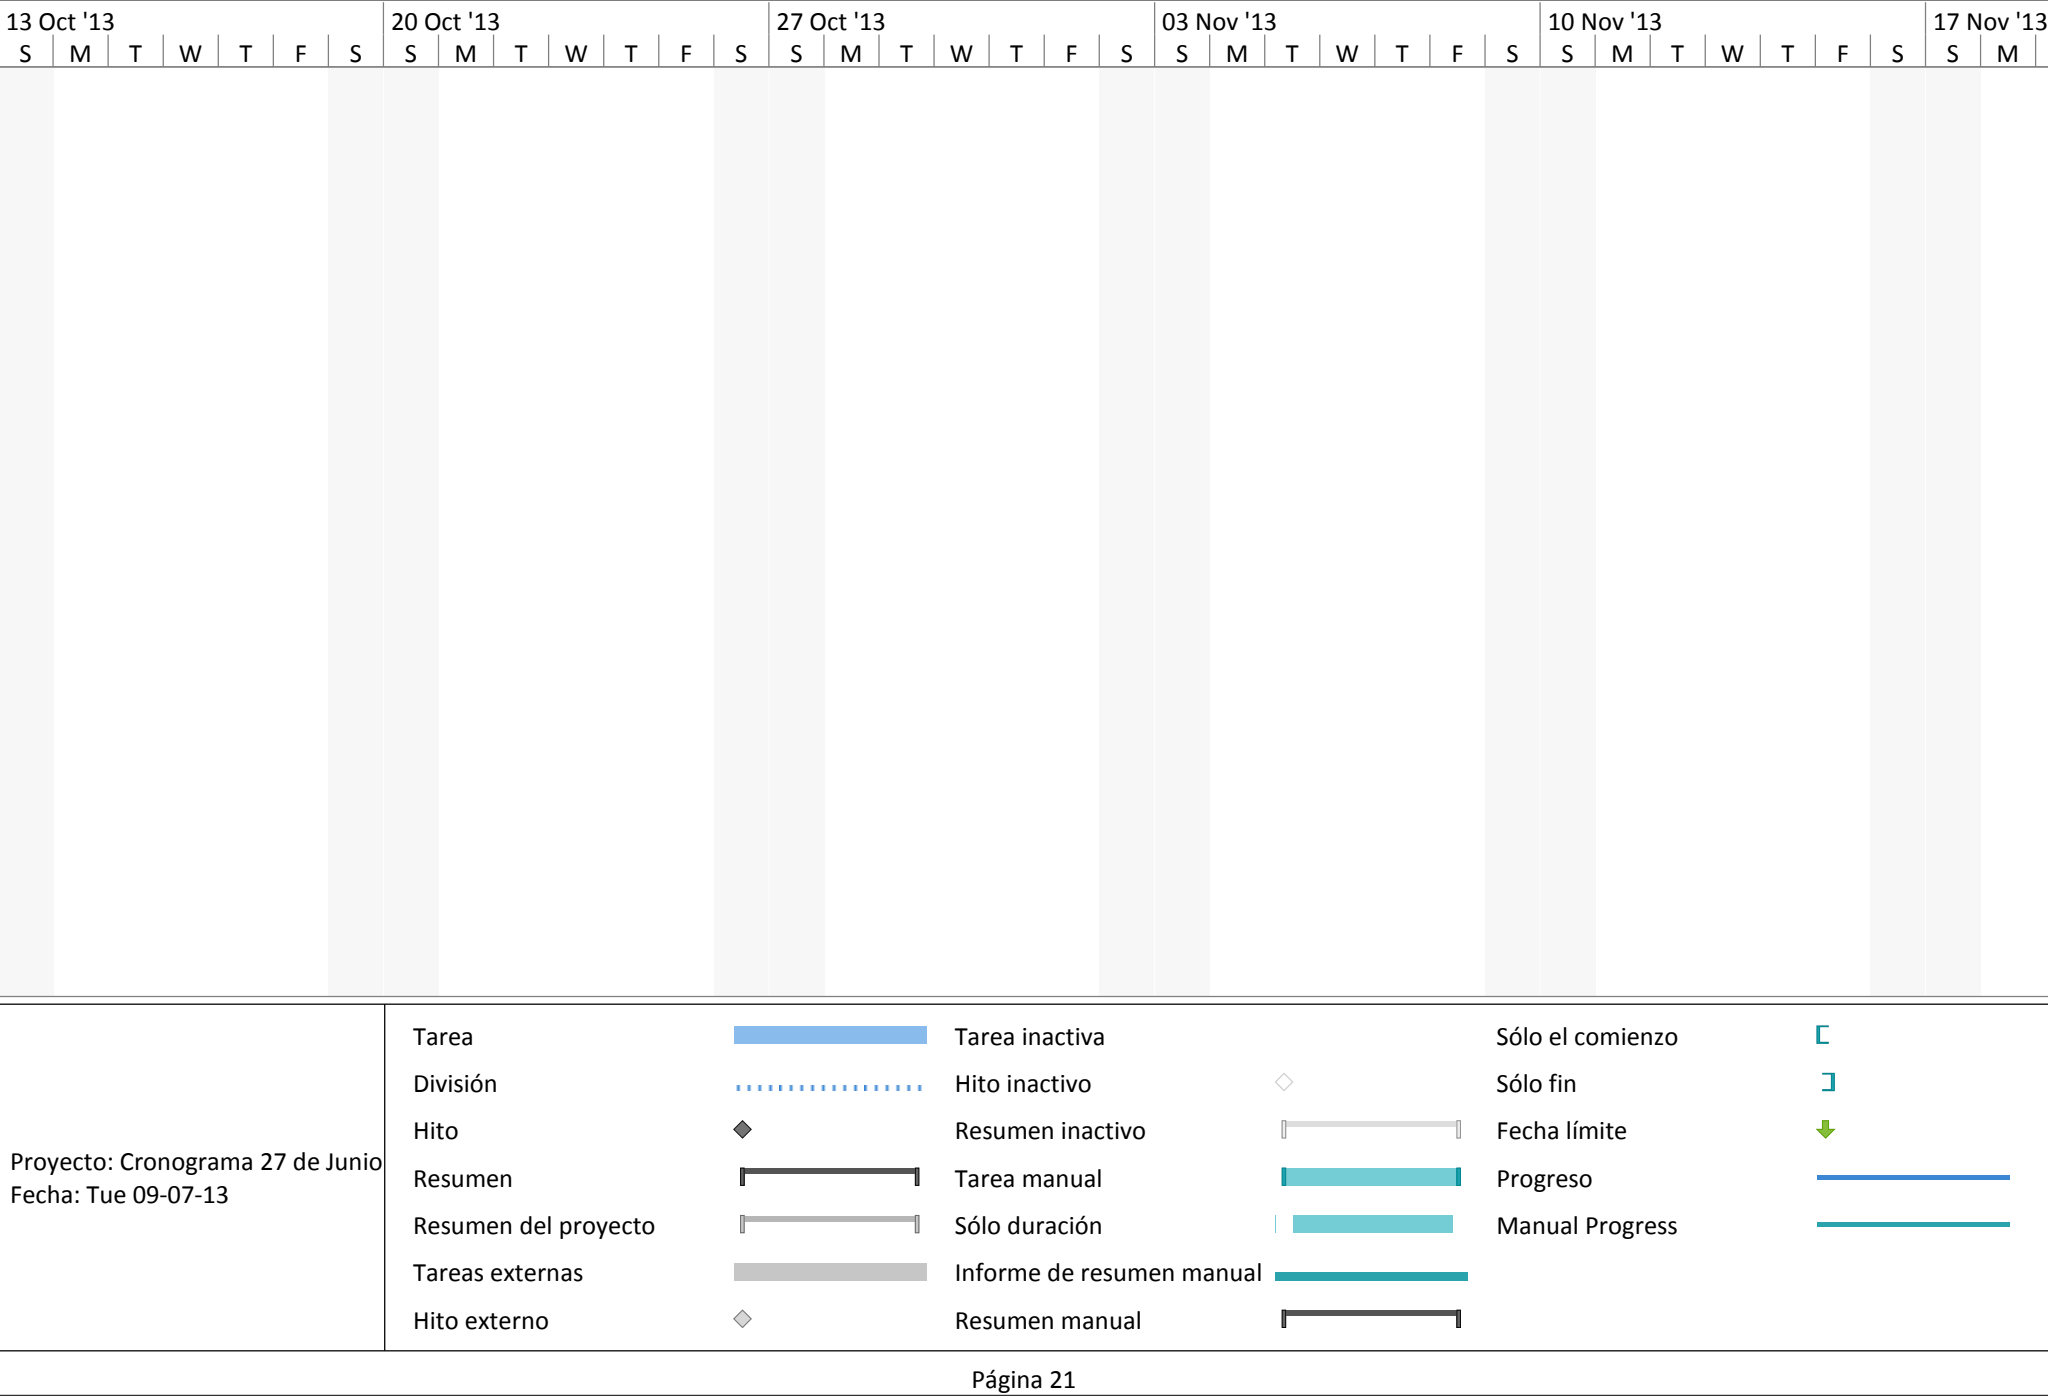 13 Oct '13 20 Oct '13 27 Oct '13 03 Nov '13 10 Nov '13 17 Nov '13
S M T W T F S S M T W T F S S M T W T F S S M T W T F S S M T W T F S S M
Proyecto: Cronograma 27 de Junio
Fecha: Tue 09-07-13
Tarea
División
Hito
Resumen
Resumen del proyecto
Tareas externas
Hito externo
Tarea inactiva
Hito inactivo
Resumen inactivo
Tarea manual
Sólo duración
Informe de resumen manual
Resumen manual
Sólo el comienzo
Sólo fin
Fecha límite
Progreso
Manual Progress
Página 21